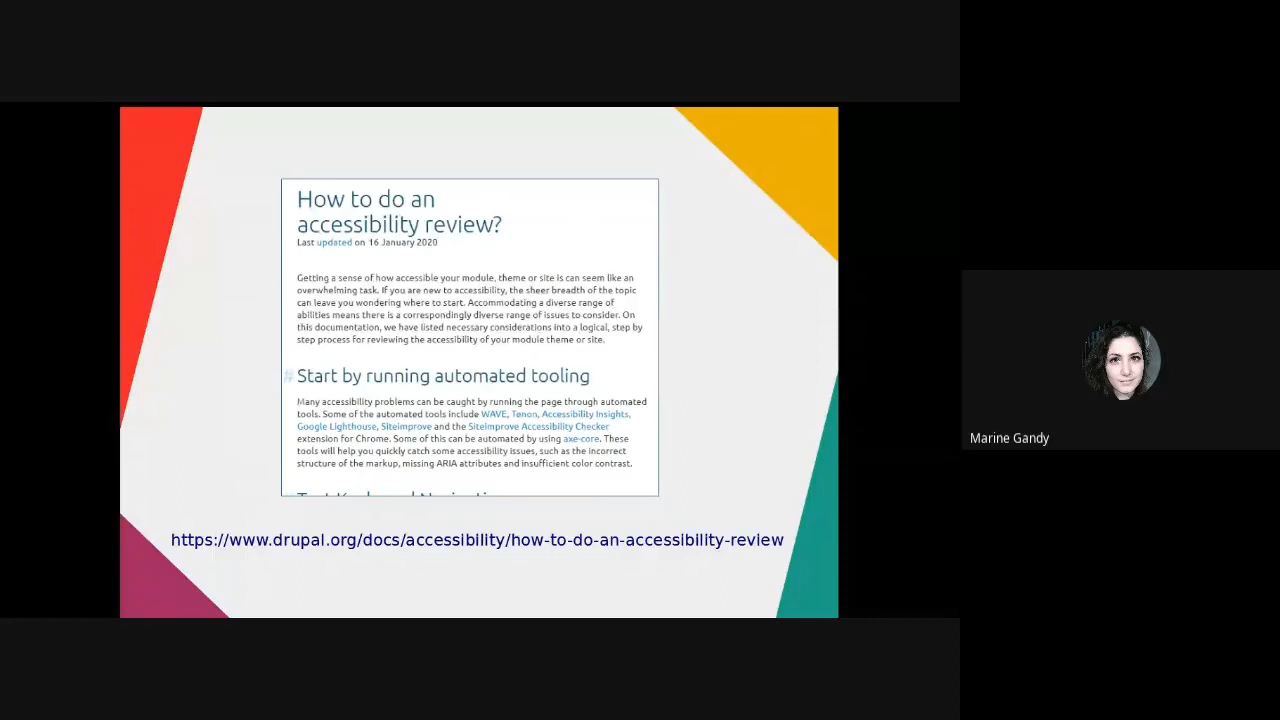 How to do an
accessibility review?
Last updated on 16 January 2020
Getting a sense of how accessible your module, theme or site is can seem like an
overwhelming task. If you are new to accessibility, the sheer breadth of the topic
can leave you wondering where to start. Accommodating a diverse range of
abilities means there is a correspondingly diverse range of issues to consider. On
this documentation, we have listed necessary considerations into a logical, step by
step process for reviewing the accessibility of your module theme or site.
# Start by running automated tooling
Many accessibility problems can be caught by running the page through automated
tools. Some of the automated tools include WAVE, Tenon, Accessibility Insights,
Google Lighthouse, Siteimprove and the SiteImprove Accessibility Checker
extension for Chrome. Some of this can be automated by using axe-core. These
tools will help you quickly catch some accessibility issues, such as the incorrect
structure of the markup, missing ARIA attributes and insufficient color contrast.
https://www.drupal.org/docs/accessibility/how-to-do-an-accessibility-review
Marine Gandy